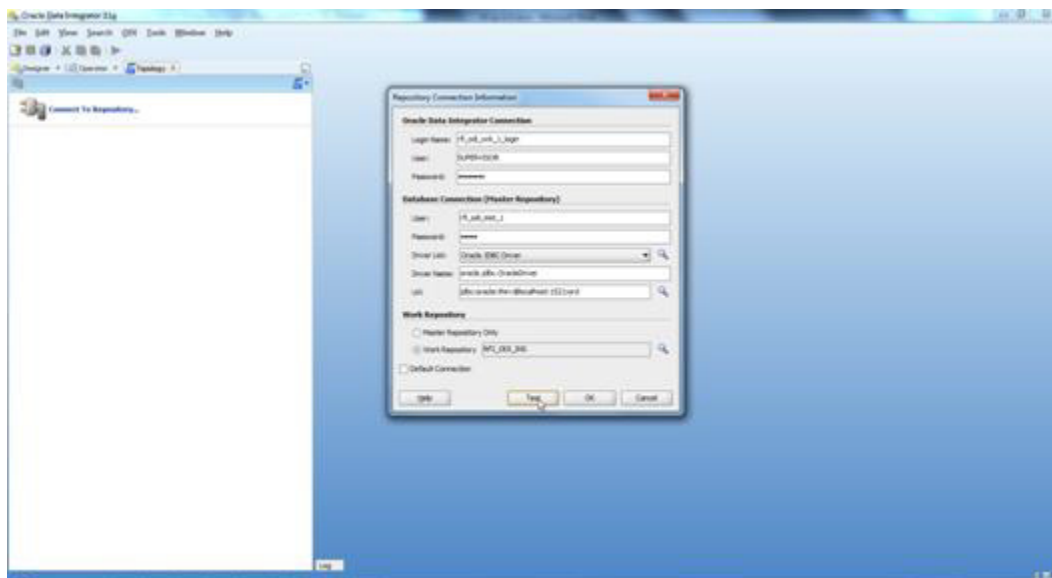 Oracle Data Integrator 11g
File Edit View Search ODI Tools Window Help
Designer Operator Topology
Connect To Repository...
Repository Connection Information
Oracle Data Integrator Connection
Login Name:
User: SUPERVISOR
Password:
Database Connection (Master Repository)
User:
Password:
Driver List: Oracle JDBC Driver
Driver Name: oracle.jdbc.OracleDriver
Url:
Work Repository
Master Repository Only
Work Repository
Default Connection
Help Test OK Cancel
Log